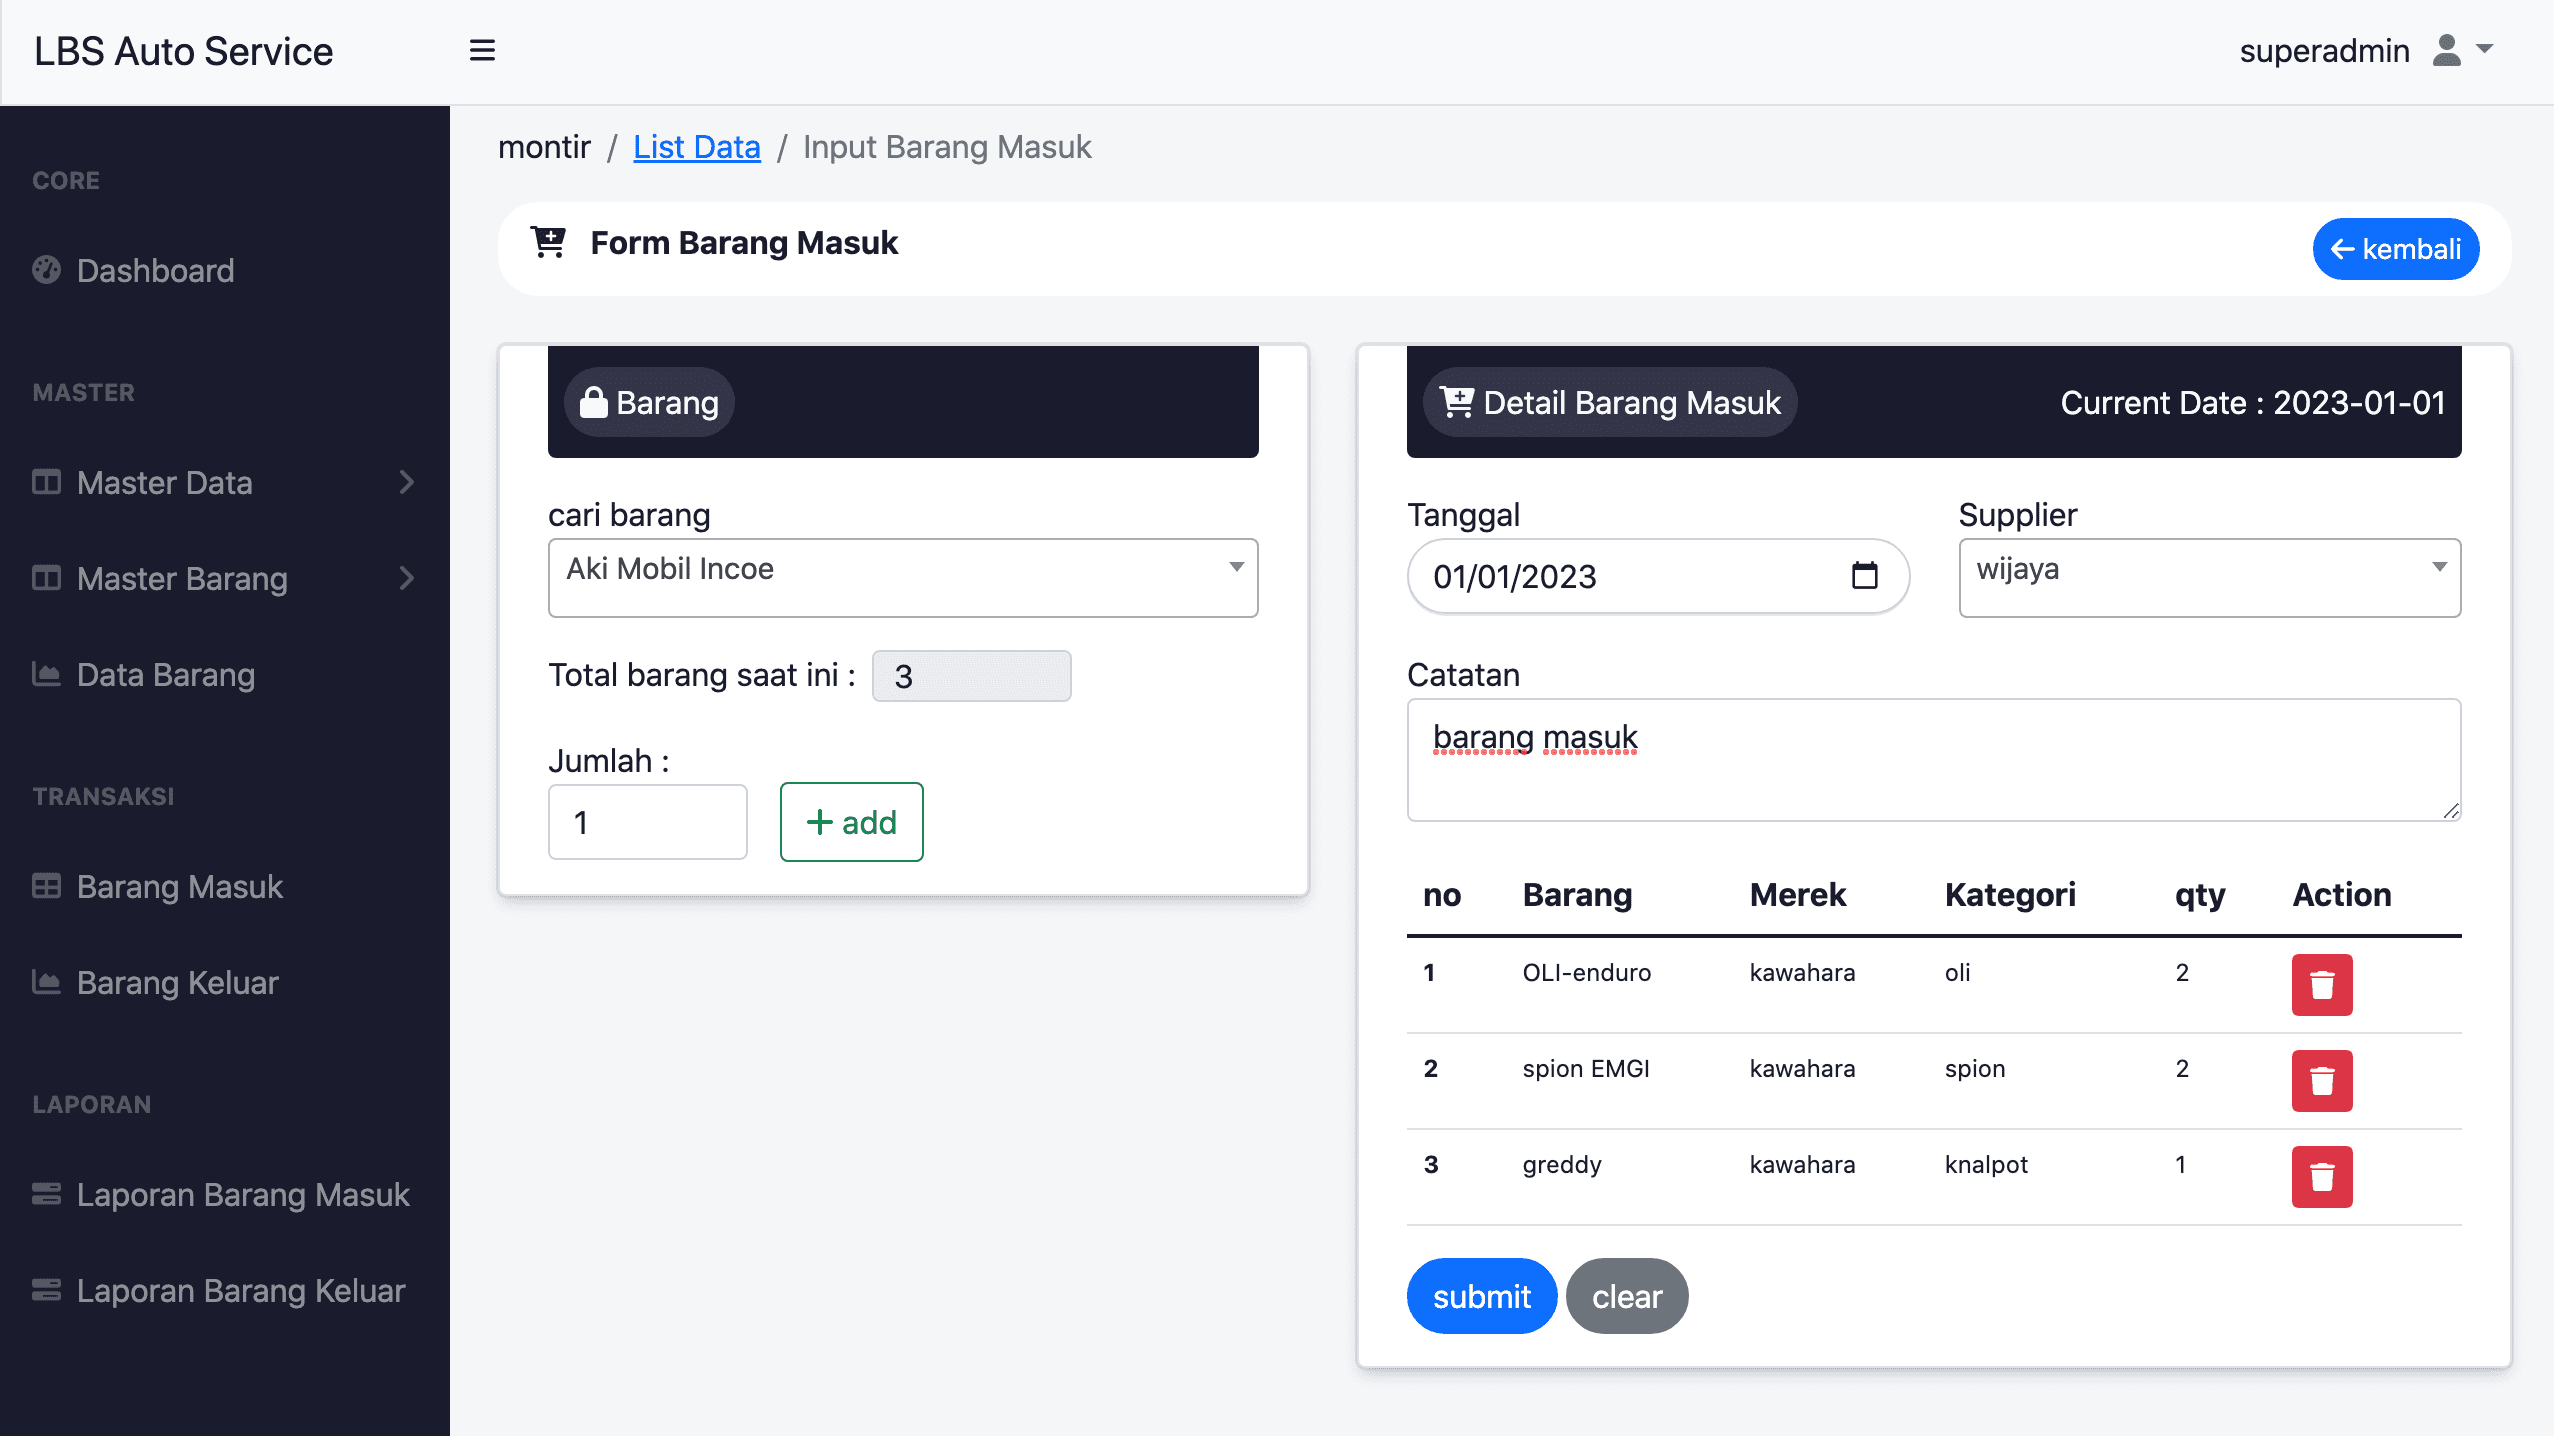 LBS Auto Service
superadmin
CORE
Dashboard
MASTER
Master Data
Master Barang
Data Barang
TRANSAKSI
Barang Masuk
Barang Keluar
LAPORAN
Laporan Barang Masuk
Laporan Barang Keluar
montir / List Data / Input Barang Masuk
Form Barang Masuk
kembali
Barang
cari barang
Aki Mobil Incoe
Total barang saat ini : 3
Jumlah :
1 + add
Detail Barang Masuk Current Date : 2023-01-01
Tanggal Supplier
01/01/2023 wijaya
Catatan
barang masuk
no Barang Merek Kategori qty Action
1 OLI-enduro kawahara oli 2
2 spion EMGI kawahara spion 2
3 greddy kawahara knalpot 1
submit clear